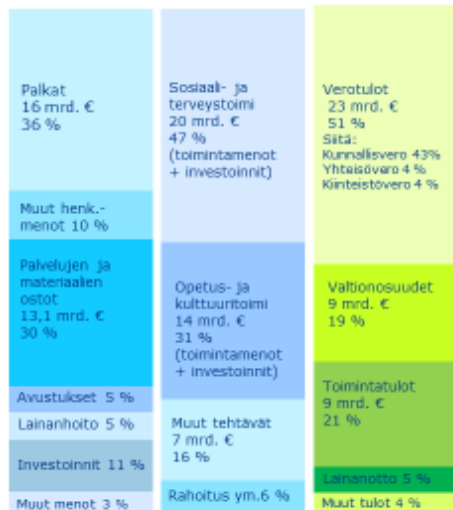 Palkat
16 mrd. €
36 %
Muut henk.-
menot 10 %
Palvelujen ja
materiaalien
ostot
13,1 mrd. €
30 %
Avustukset 5 %
Lainanhoito 5 %
Investoinnit 11 %
Muut menot 3 %
Sosiaali- ja
terveystoimi
20 mrd. €
47 %
(toimintamenot
+ investoinnit)
Opetus- ja
kulttuuritoimi
14 mrd. €
31 %
(toimintamenot
+ investoinnit)
Muut tehtävät
7 mrd. €
16 %
Rahoitus ym.6 %
Verotulot
23 mrd. €
51 %
Siitä:
Kunnallisvero 43%
Yhteisövero 4 %
Kiinteistövero 4 %
Valtionosuudet
9 mrd. €
19 %
Toimintatulot
9 mrd. €
21 %
Lainanotto 5 %
Muut tulot 4 %